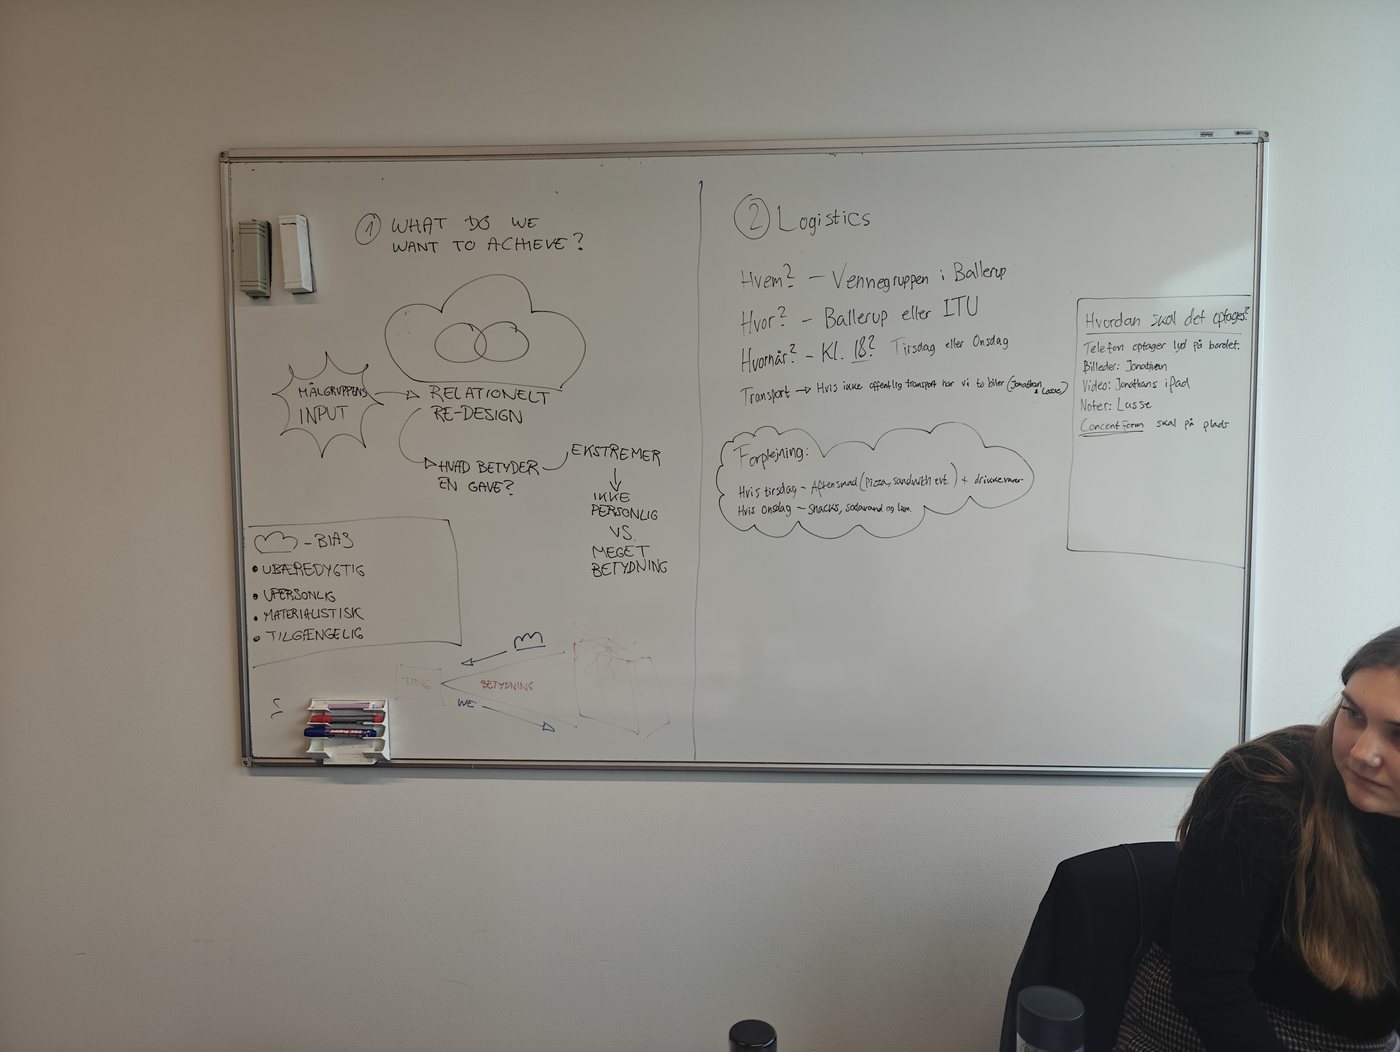 1 WHAT DO WE
WANT TO ACHIEVE?
MÅLGRUPPENS
INPUT
RELATIONELT
RE-DESIGN
HVAD BETYDER
EN GAVE?
EKSTREMER
IKKE
PERSONLIG
VS.
MEGET
BETYDNING
- BIAS
• UBÆREDYGTIG
• UPERSONLIG
• MATERIALISTISK
• TILGÆNGELIG
TING
BETYDNING
WE
2 Logistics
Hvem? - Vennegruppen i Ballerup
Hvor? - Ballerup eller ITU
Hvornår? - Kl. 18? Tirsdag eller Onsdag
Transport → Hvis ikke offentlig transport har vi to biler (Jonathan & Lasse)
Forplejning:
Hvis tirsdag - Aftensmad (pizza, sandwich evt.) + drikkevarer
Hvis onsdag - snacks, sodavand og lign.
Hvordan skal det optages?
Telefon optager lyd på bordet.
Billeder: Jonathan
Video: Jonathans iPad
Noter: Lasse
Concent form skal på plads